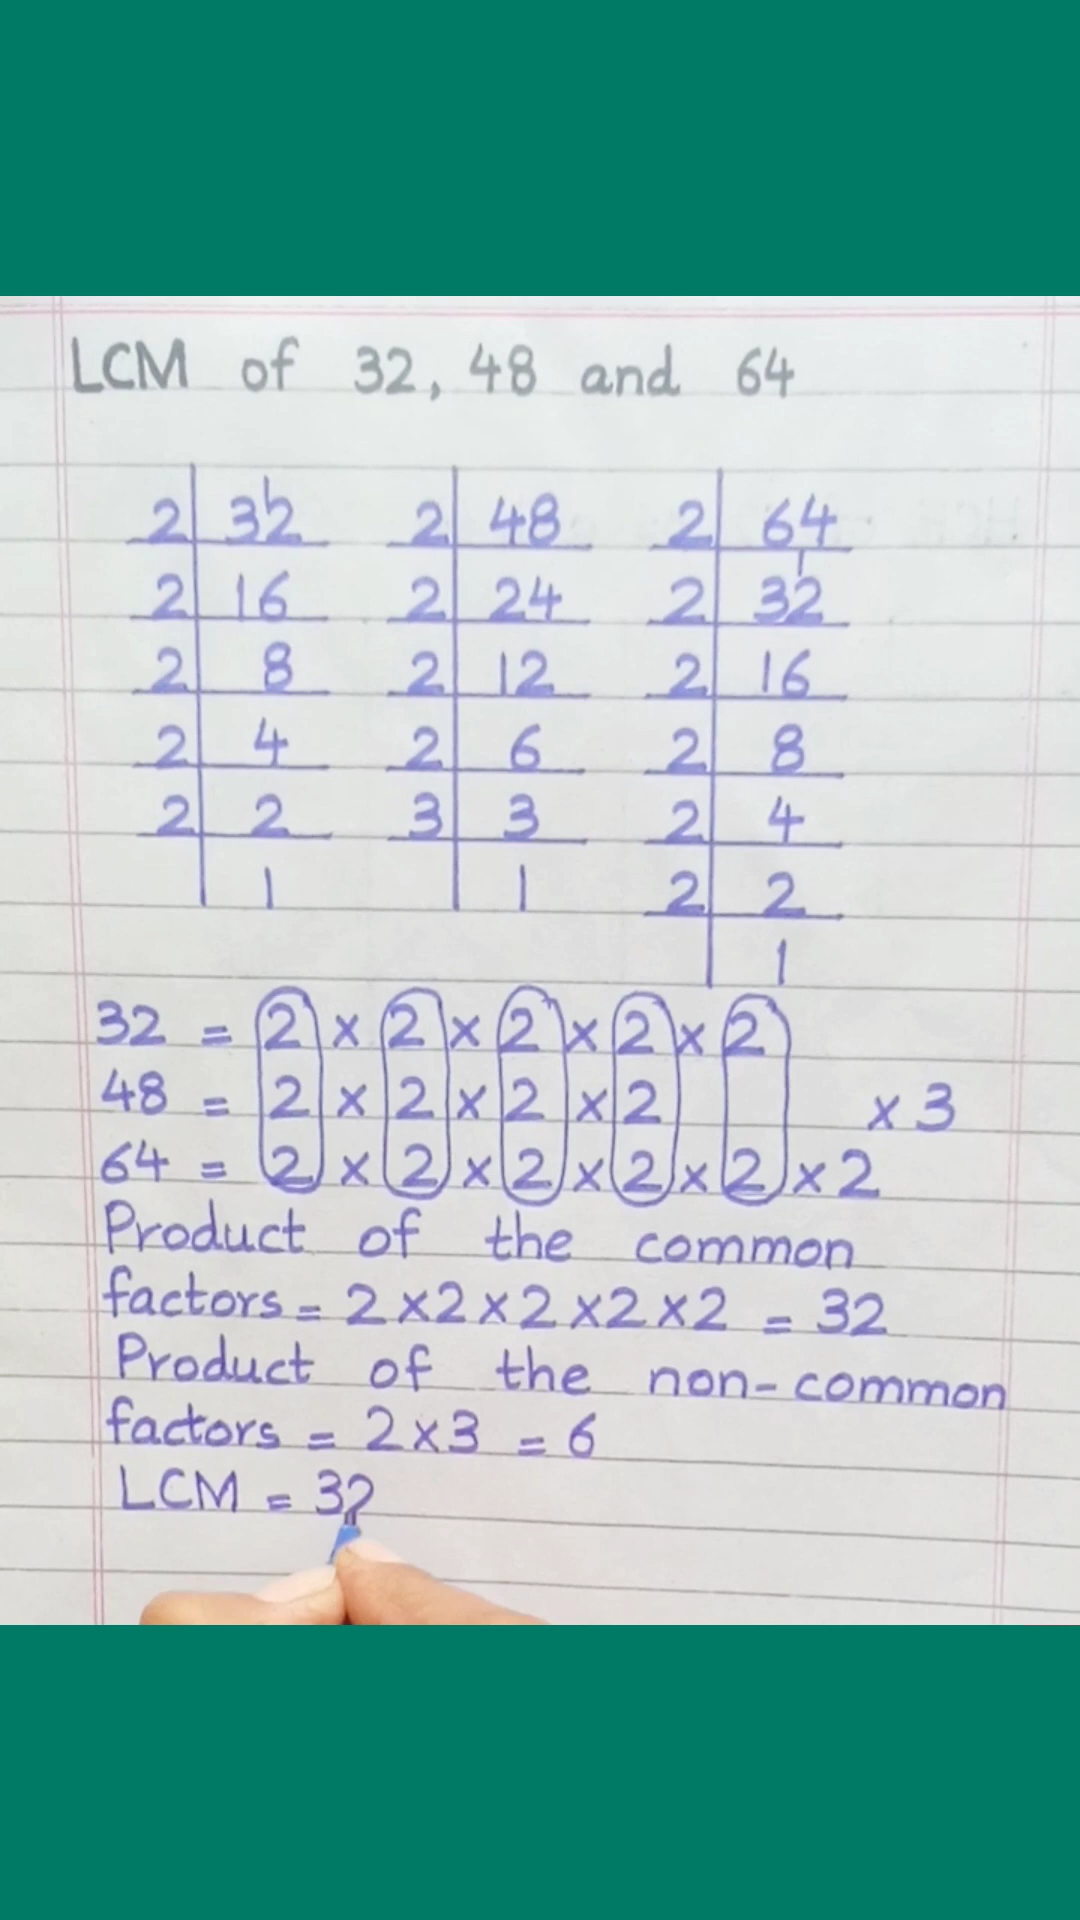 LCM of 32, 48 and 64
2 32 2 48 2 64
2 16 2 24 2 32
2 8 2 12 2 16
2 4 2 6 2 8
2 2 3 3 2 4
1 1 2 2
1
32 = 2 × 2 × 2 × 2 × 2
48 = 2 × 2 × 2 × 2 × 3
64 = 2 × 2 × 2 × 2 × 2 × 2
Product of the common
factors = 2 × 2 × 2 × 2 × 2 = 32
Product of the non-common
factors = 2 × 3 = 6
LCM = 32